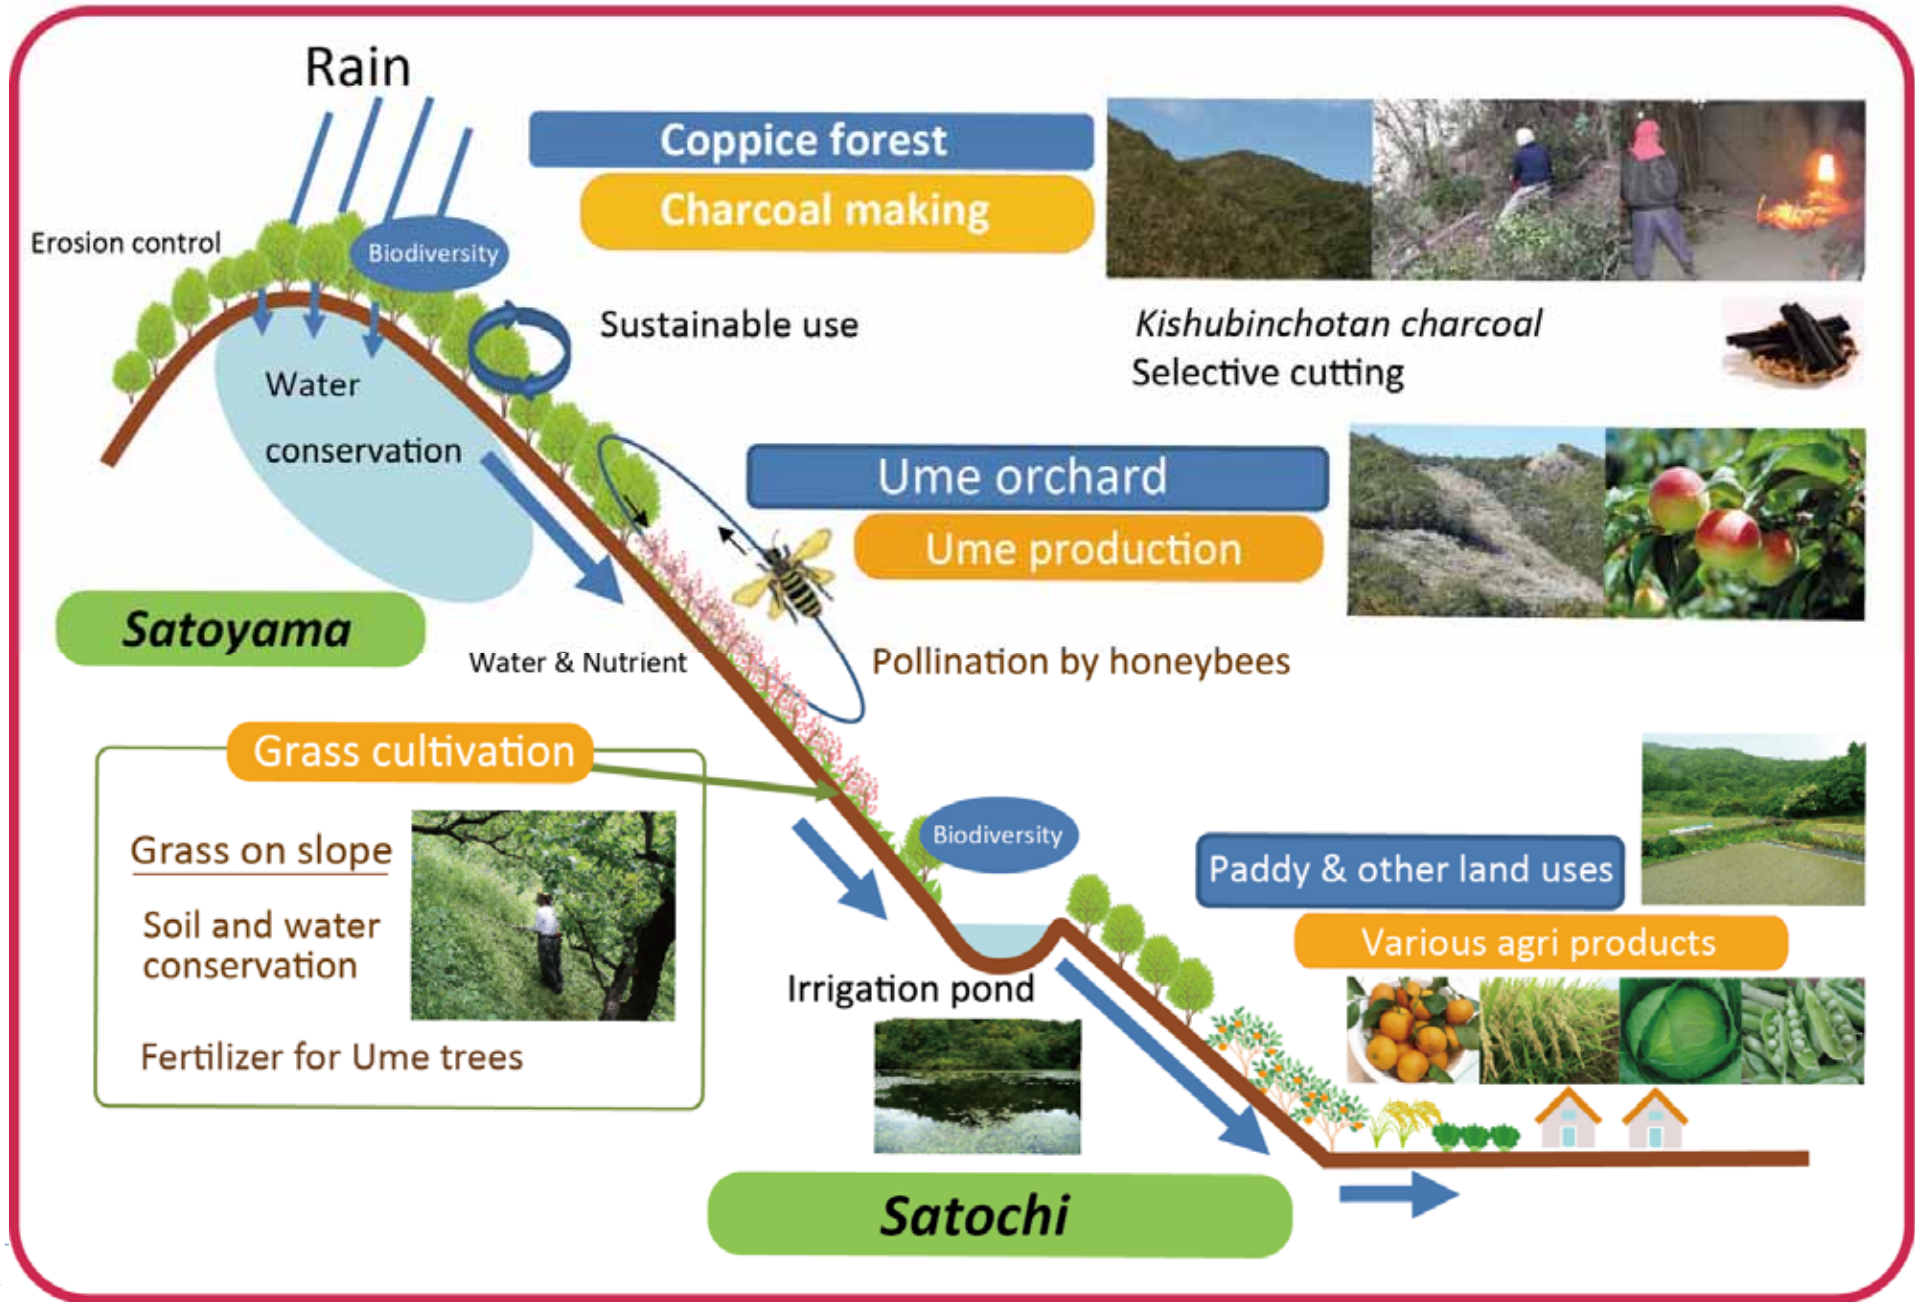 Rain
Coppice forest
Charcoal making
Erosion control
Biodiversity
Sustainable use
Kishubinchotan charcoal
Selective cutting
Water
conservation
Ume orchard
Ume production
Satoyama
Water & Nutrient
Pollination by honeybees
Grass cultivation
Grass on slope
Soil and water
conservation
Fertilizer for Ume trees
Biodiversity
Paddy & other land uses
Various agri products
Irrigation pond
Satochi